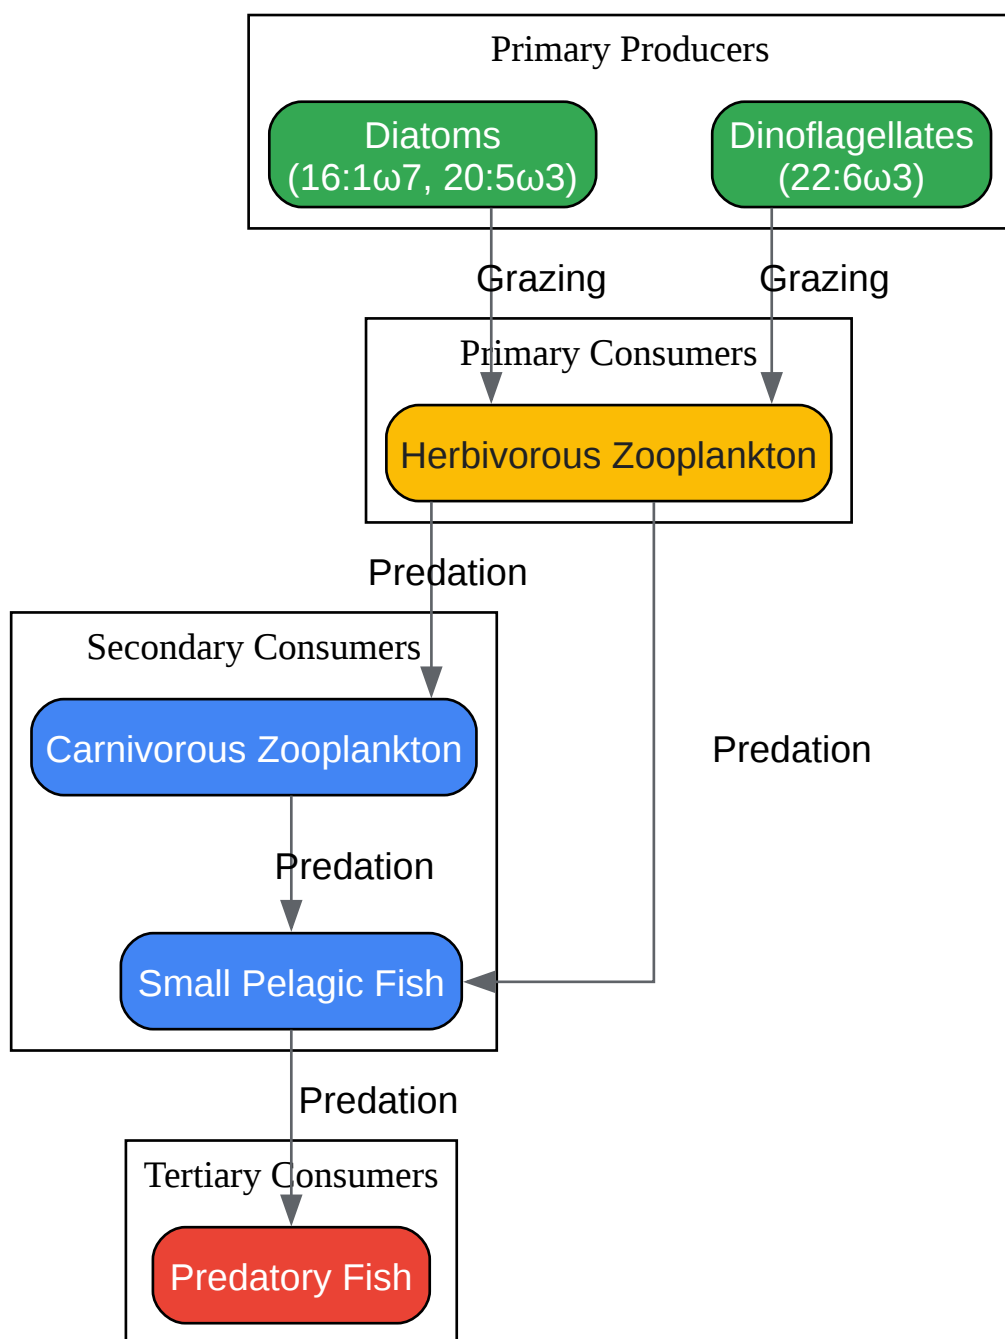 Primary Producers
Diatoms
(16:1ω7, 20:5ω3)
Dinoflagellates
(22:6ω3)
Grazing
Grazing
Primary Consumers
Herbivorous Zooplankton
Predation
Secondary Consumers
Carnivorous Zooplankton
Predation
Predation
Small Pelagic Fish
Predation
Tertiary Consumers
Predatory Fish